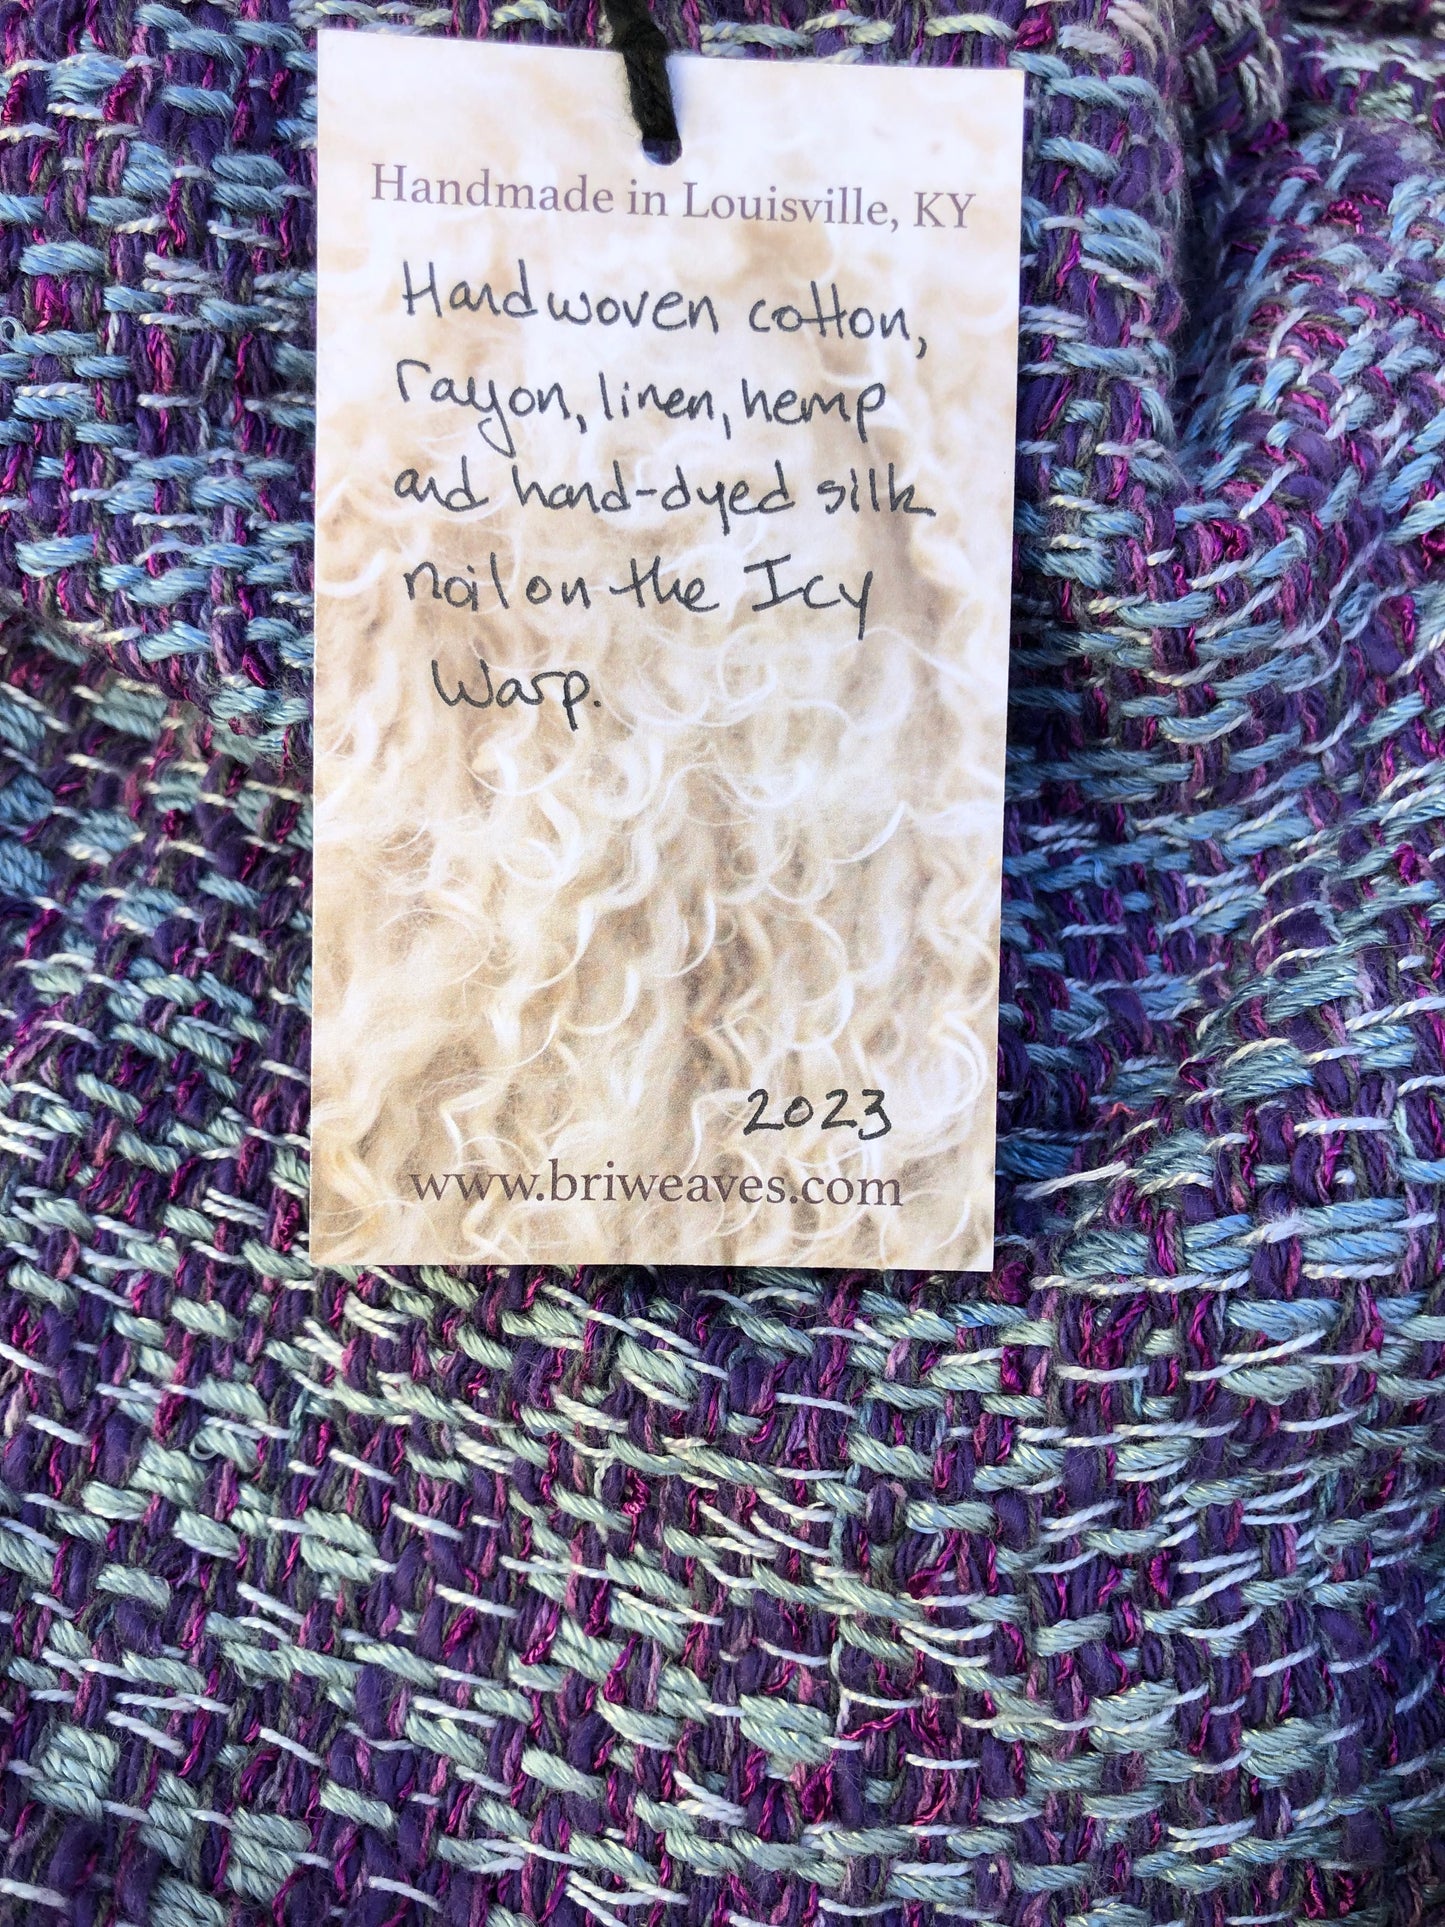 Handmade in Louisville, KY
Handwoven cotton,
rayon, linen, hemp
and hand-dyed silk
noil on the Icy
Warp.
2023
www.briweaves.com